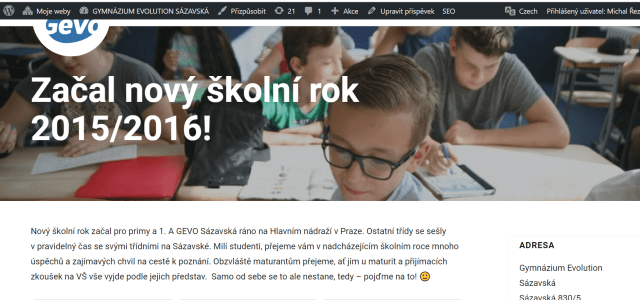 Moje weby GYMNÁZIUM EVOLUTION SÁZAVSKÁ Přizpůsobit 21 1 + Akce Upravit příspěvek SEO Czech Přihlášený uživatel: Michal Řez
Gevo
Začal nový školní rok
2015/2016!
Nový školní rok začal pro primy a 1. A GEVO Sázavská ráno na Hlavním nádraží v Praze. Ostatní třídy se sešly
v pravidelný čas se svými třídními na Sázavské. Milí studenti, přejeme vám v nadcházejícím školním roce mnoho
úspěchů a zajímavých chvil na cestě k poznání. Obzvláště maturantům přejeme, ať jim u maturit a přijímacích
zkoušek na VŠ vše vyjde podle jejich představ. Samo od sebe se to ale nestane, tedy – pojďme na to! 😉
ADRESA
Gymnázium Evolution
Sázavská
Sázavská 830/5